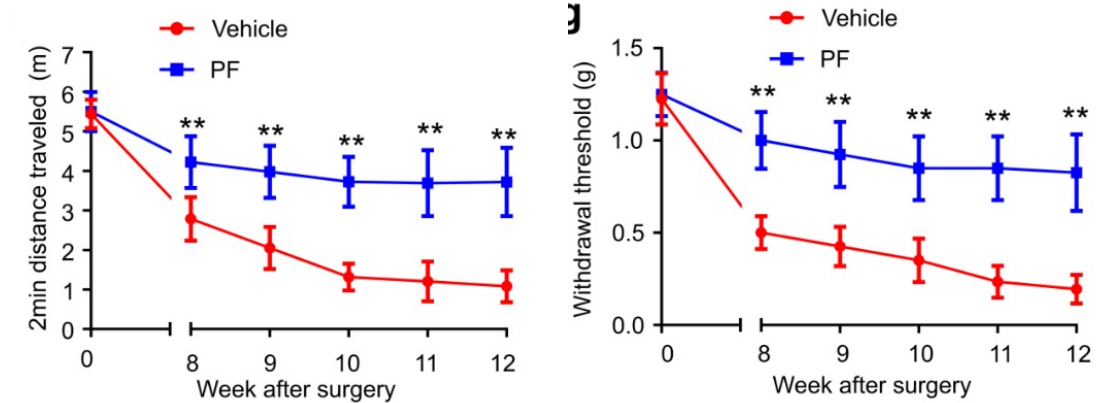 Vehicle
PF
2min distance traveled (m)
7
6
5
4
3
2
1
0
** ** ** ** **
0 8 9 10 11 12
Week after surgery
g
Vehicle
PF
Withdrawal threshold (g)
1.5
1.0
0.5
0.0
** ** ** ** **
0 8 9 10 11 12
Week after surgery